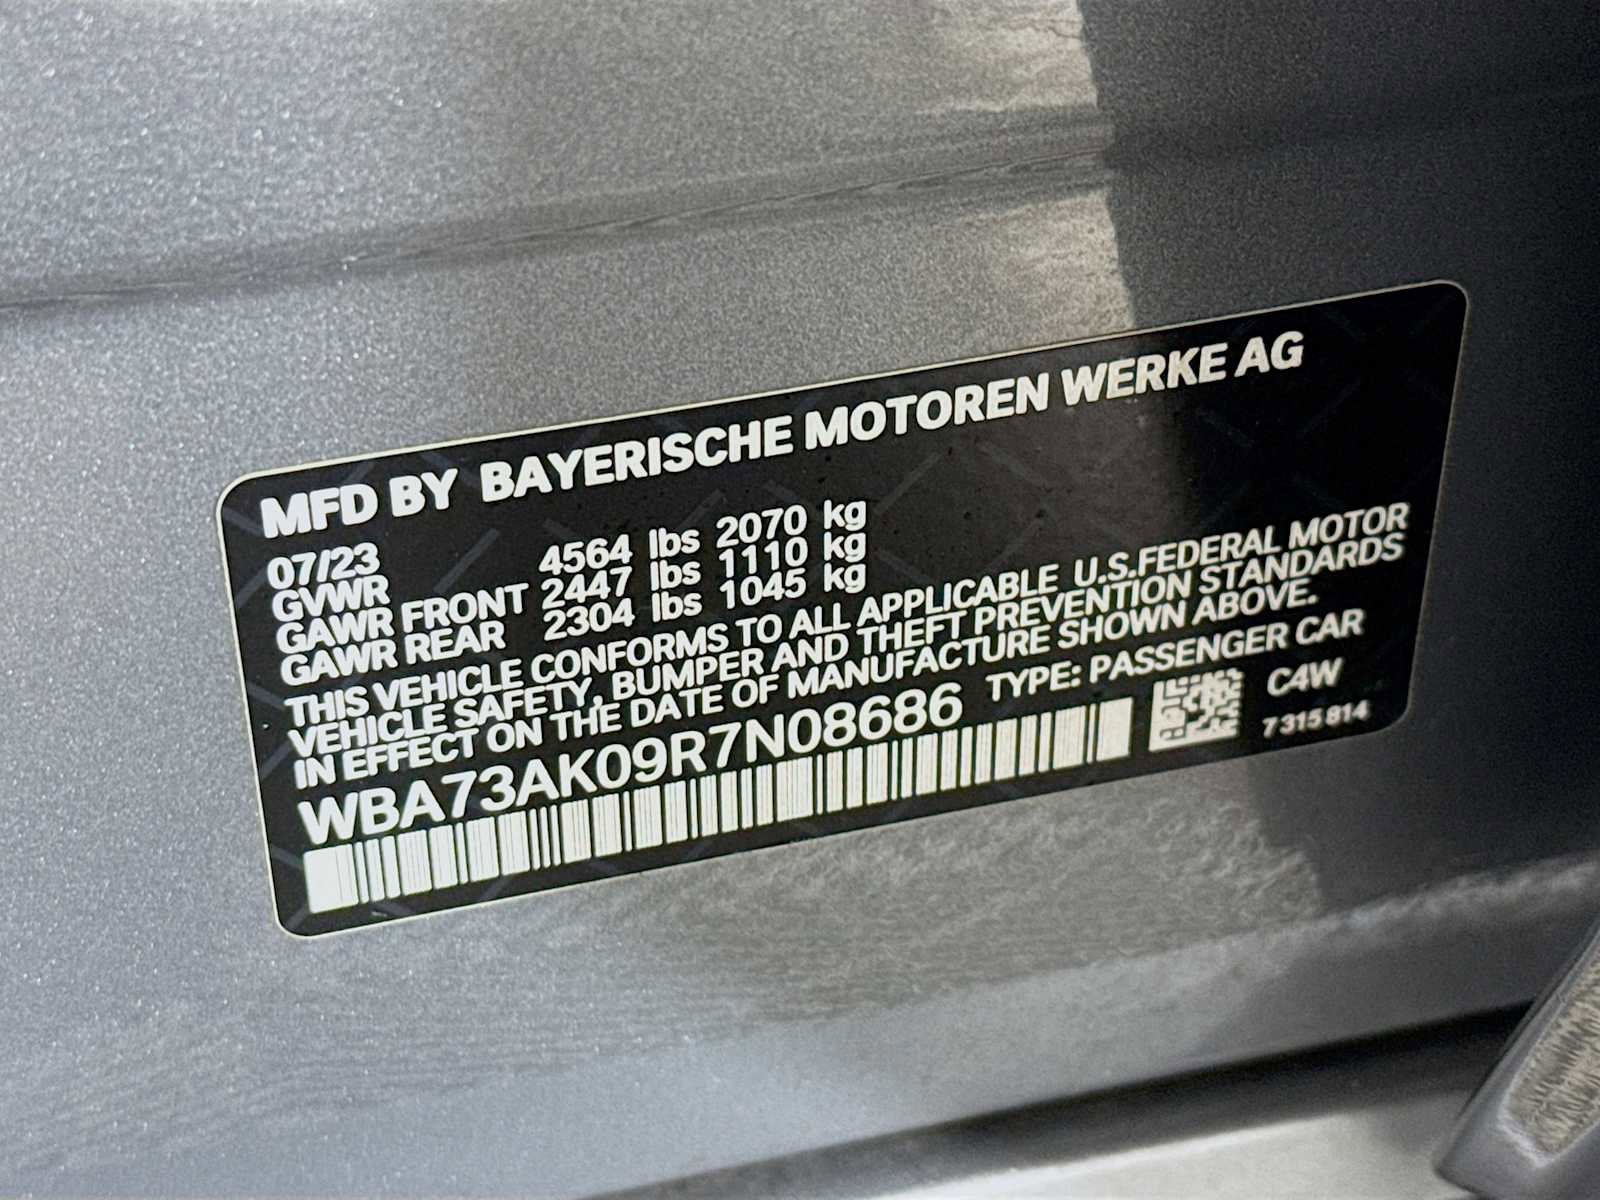 MFD BY BAYERISCHE MOTOREN WERKE AG
07/23
GVWR 4564 lbs 2070 kg
GAWR FRONT 2447 lbs 1110 kg
GAWR REAR 2304 lbs 1045 kg
THIS VEHICLE CONFORMS TO ALL APPLICABLE U.S.FEDERAL MOTOR
VEHICLE SAFETY, BUMPER AND THEFT PREVENTION STANDARDS
IN EFFECT ON THE DATE OF MANUFACTURE SHOWN ABOVE.
WBA73AK09R7N08686 TYPE: PASSENGER CAR
C4W
7 315 814